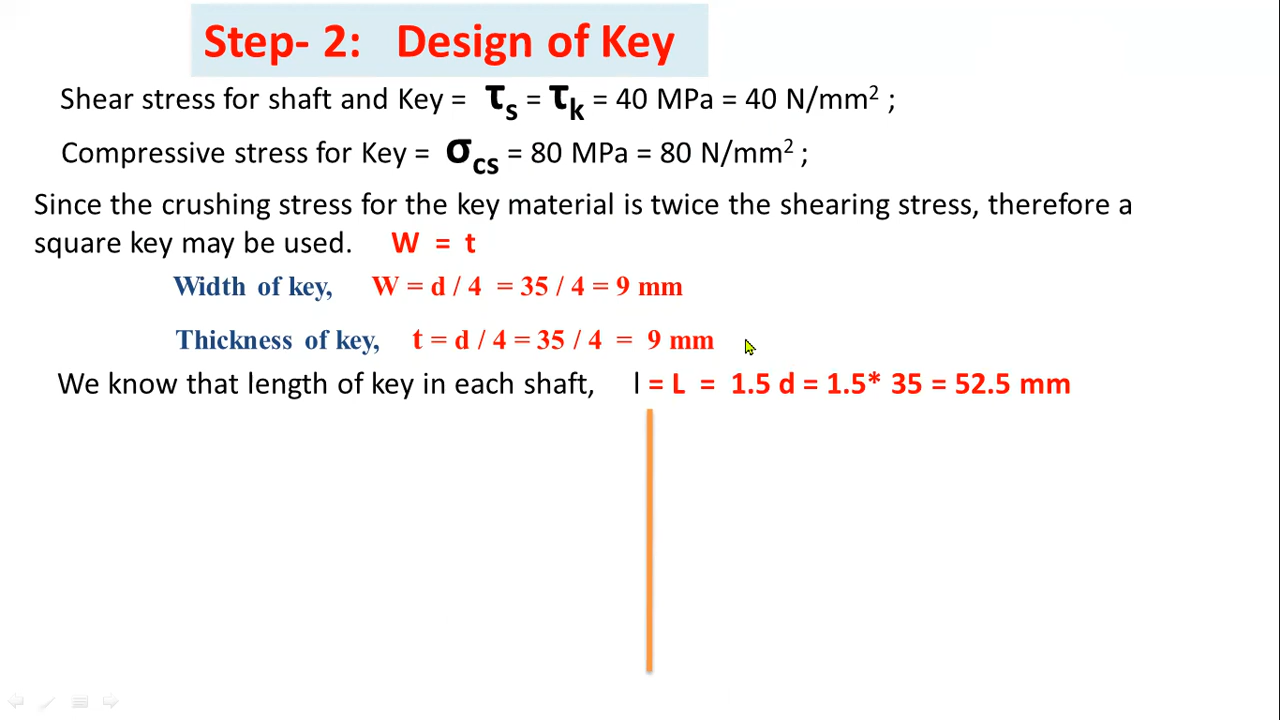 Step- 2: Design of Key
Shear stress for shaft and Key = τs = τk = 40 MPa = 40 N/mm² ;
Compressive stress for Key = σcs = 80 MPa = 80 N/mm² ;
Since the crushing stress for the key material is twice the shearing stress, therefore a
square key may be used. W = t
Width of key, W = d / 4 = 35 / 4 = 9 mm
Thickness of key, t = d / 4 = 35 / 4 = 9 mm
We know that length of key in each shaft, l = L = 1.5 d = 1.5* 35 = 52.5 mm